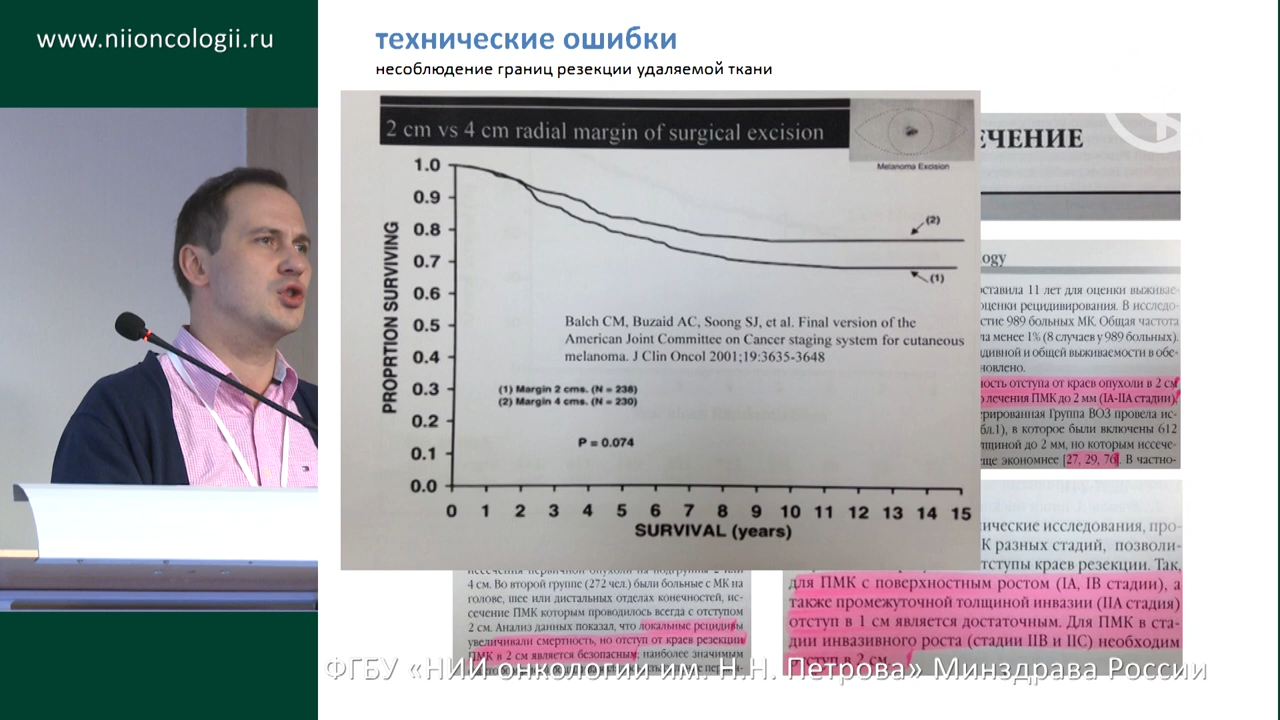 www.niioncologii.ru
технические ошибки
несоблюдение границ резекции удаляемой ткани
2 cm vs 4 cm radial margin of surgical excision
Melanoma Excision
1.0
0.9
0.8
0.7
0.6
0.5
0.4
0.3
0.2
0.1
0.0
PROPRTION SURVIVING
(2)
(1)
Balch CM, Buzaid AC, Soong SJ, et al. Final version of the
American Joint Committee on Cancer staging system for cutaneous
melanoma. J Clin Oncol 2001;19:3635-3648
(1) Margin 2 cms. (N = 238)
(2) Margin 4 cms. (N = 230)
P = 0.074
0 1 2 3 4 5 6 7 8 9 10 11 12 13 14 15
SURVIVAL (years)
ЕЧЕНИЕ
ogy
ставила 11 лет для оценки выживае-
оценки рецидивирования. В исследо-
стие 989 больных МК. Общая частота
ла менее 1% (8 случаев у 989 больных).
дивной и общей выживаемости в обе-
новлено.
ность отступа от краев опухоли в 2 см
о лечения ПМК до 2 мм (IA-IIA стадии),
ерированная Группа ВОЗ провела ис-
бл.1), в которое были включены 612
лщиной до 2 мм, но которым иссече-
еще экономнее [27, 29, 76]. В частно-
4 см. Во второй группе (272 чел.) были больные с МК на
голове, шее или дистальных отделах конечностей, ис-
сечение ПМК которым проводилось всегда с отступом
2 см. Анализ данных показал, что локальные рецидивы
увеличивали смертность, но отступ от краев резекции
ПМК в 2 см является безопасным; наиболее значимым
ические исследования, про-
К разных стадий, позволи-
тступы краев резекции. Так,
для ПМК с поверхностным ростом (IA, IB стадии), а
также промежуточной толщиной инвазии (IIA стадия)
отступ в 1 см является достаточным. Для ПМК в ста-
дии инвазивного роста (стадии IIB и IIC) необходим
отступ в 2 см.
ФГБУ «НИИ онкологии им. Н.Н. Петрова» Минздрава России